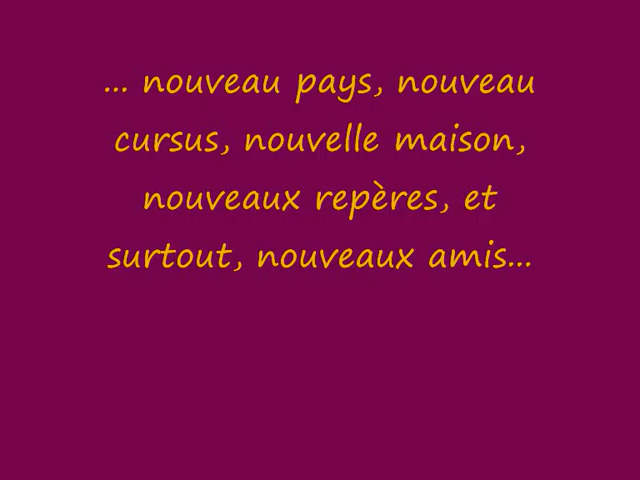 ... nouveau pays, nouveau
cursus, nouvelle maison,
nouveaux repères, et
surtout, nouveaux amis...